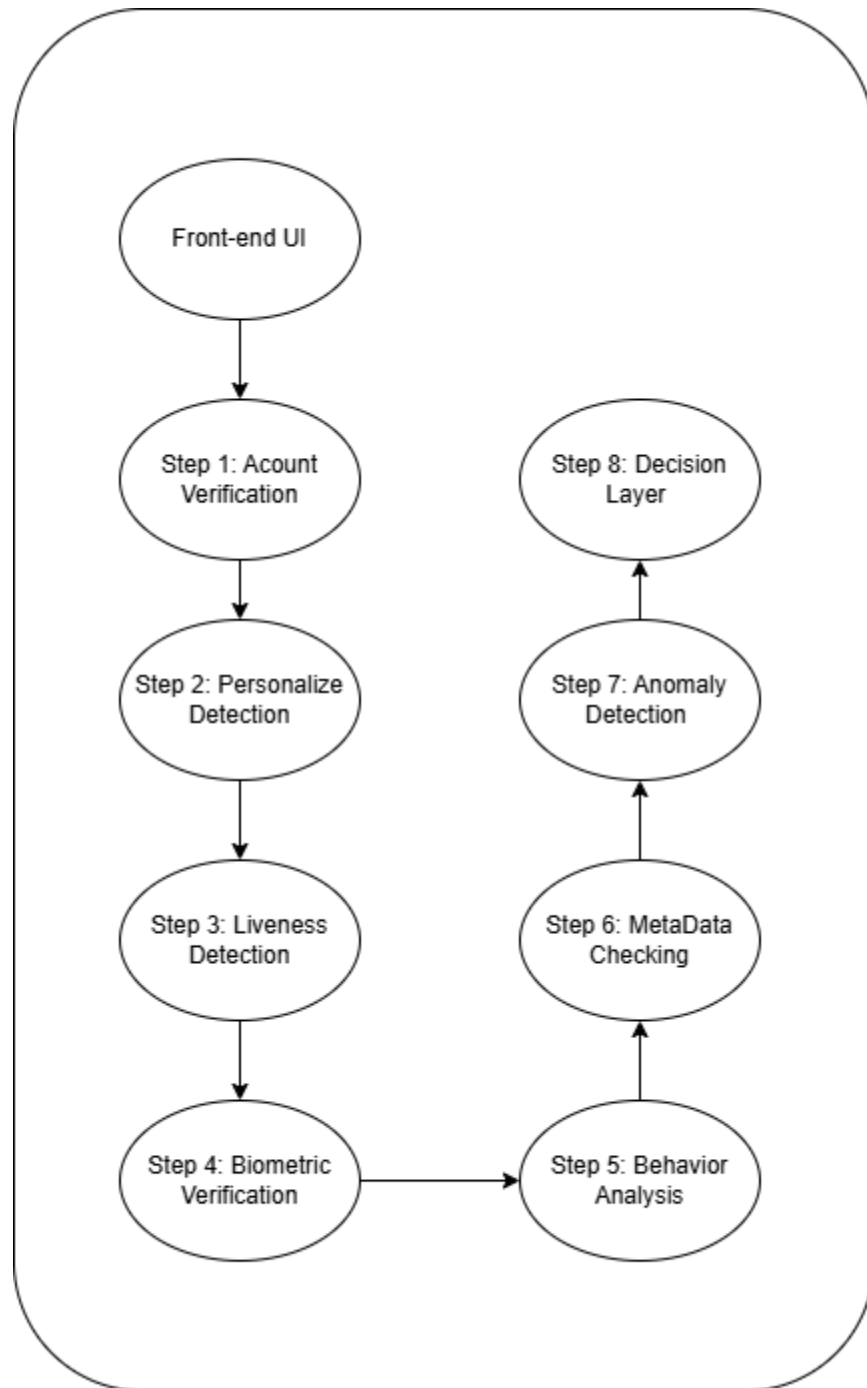 Front-end UI
Step 1: Acount
Verification
Step 2: Personalize
Detection
Step 3: Liveness
Detection
Step 4: Biometric
Verification
Step 5: Behavior
Analysis
Step 6: MetaData
Checking
Step 7: Anomaly
Detection
Step 8: Decision
Layer